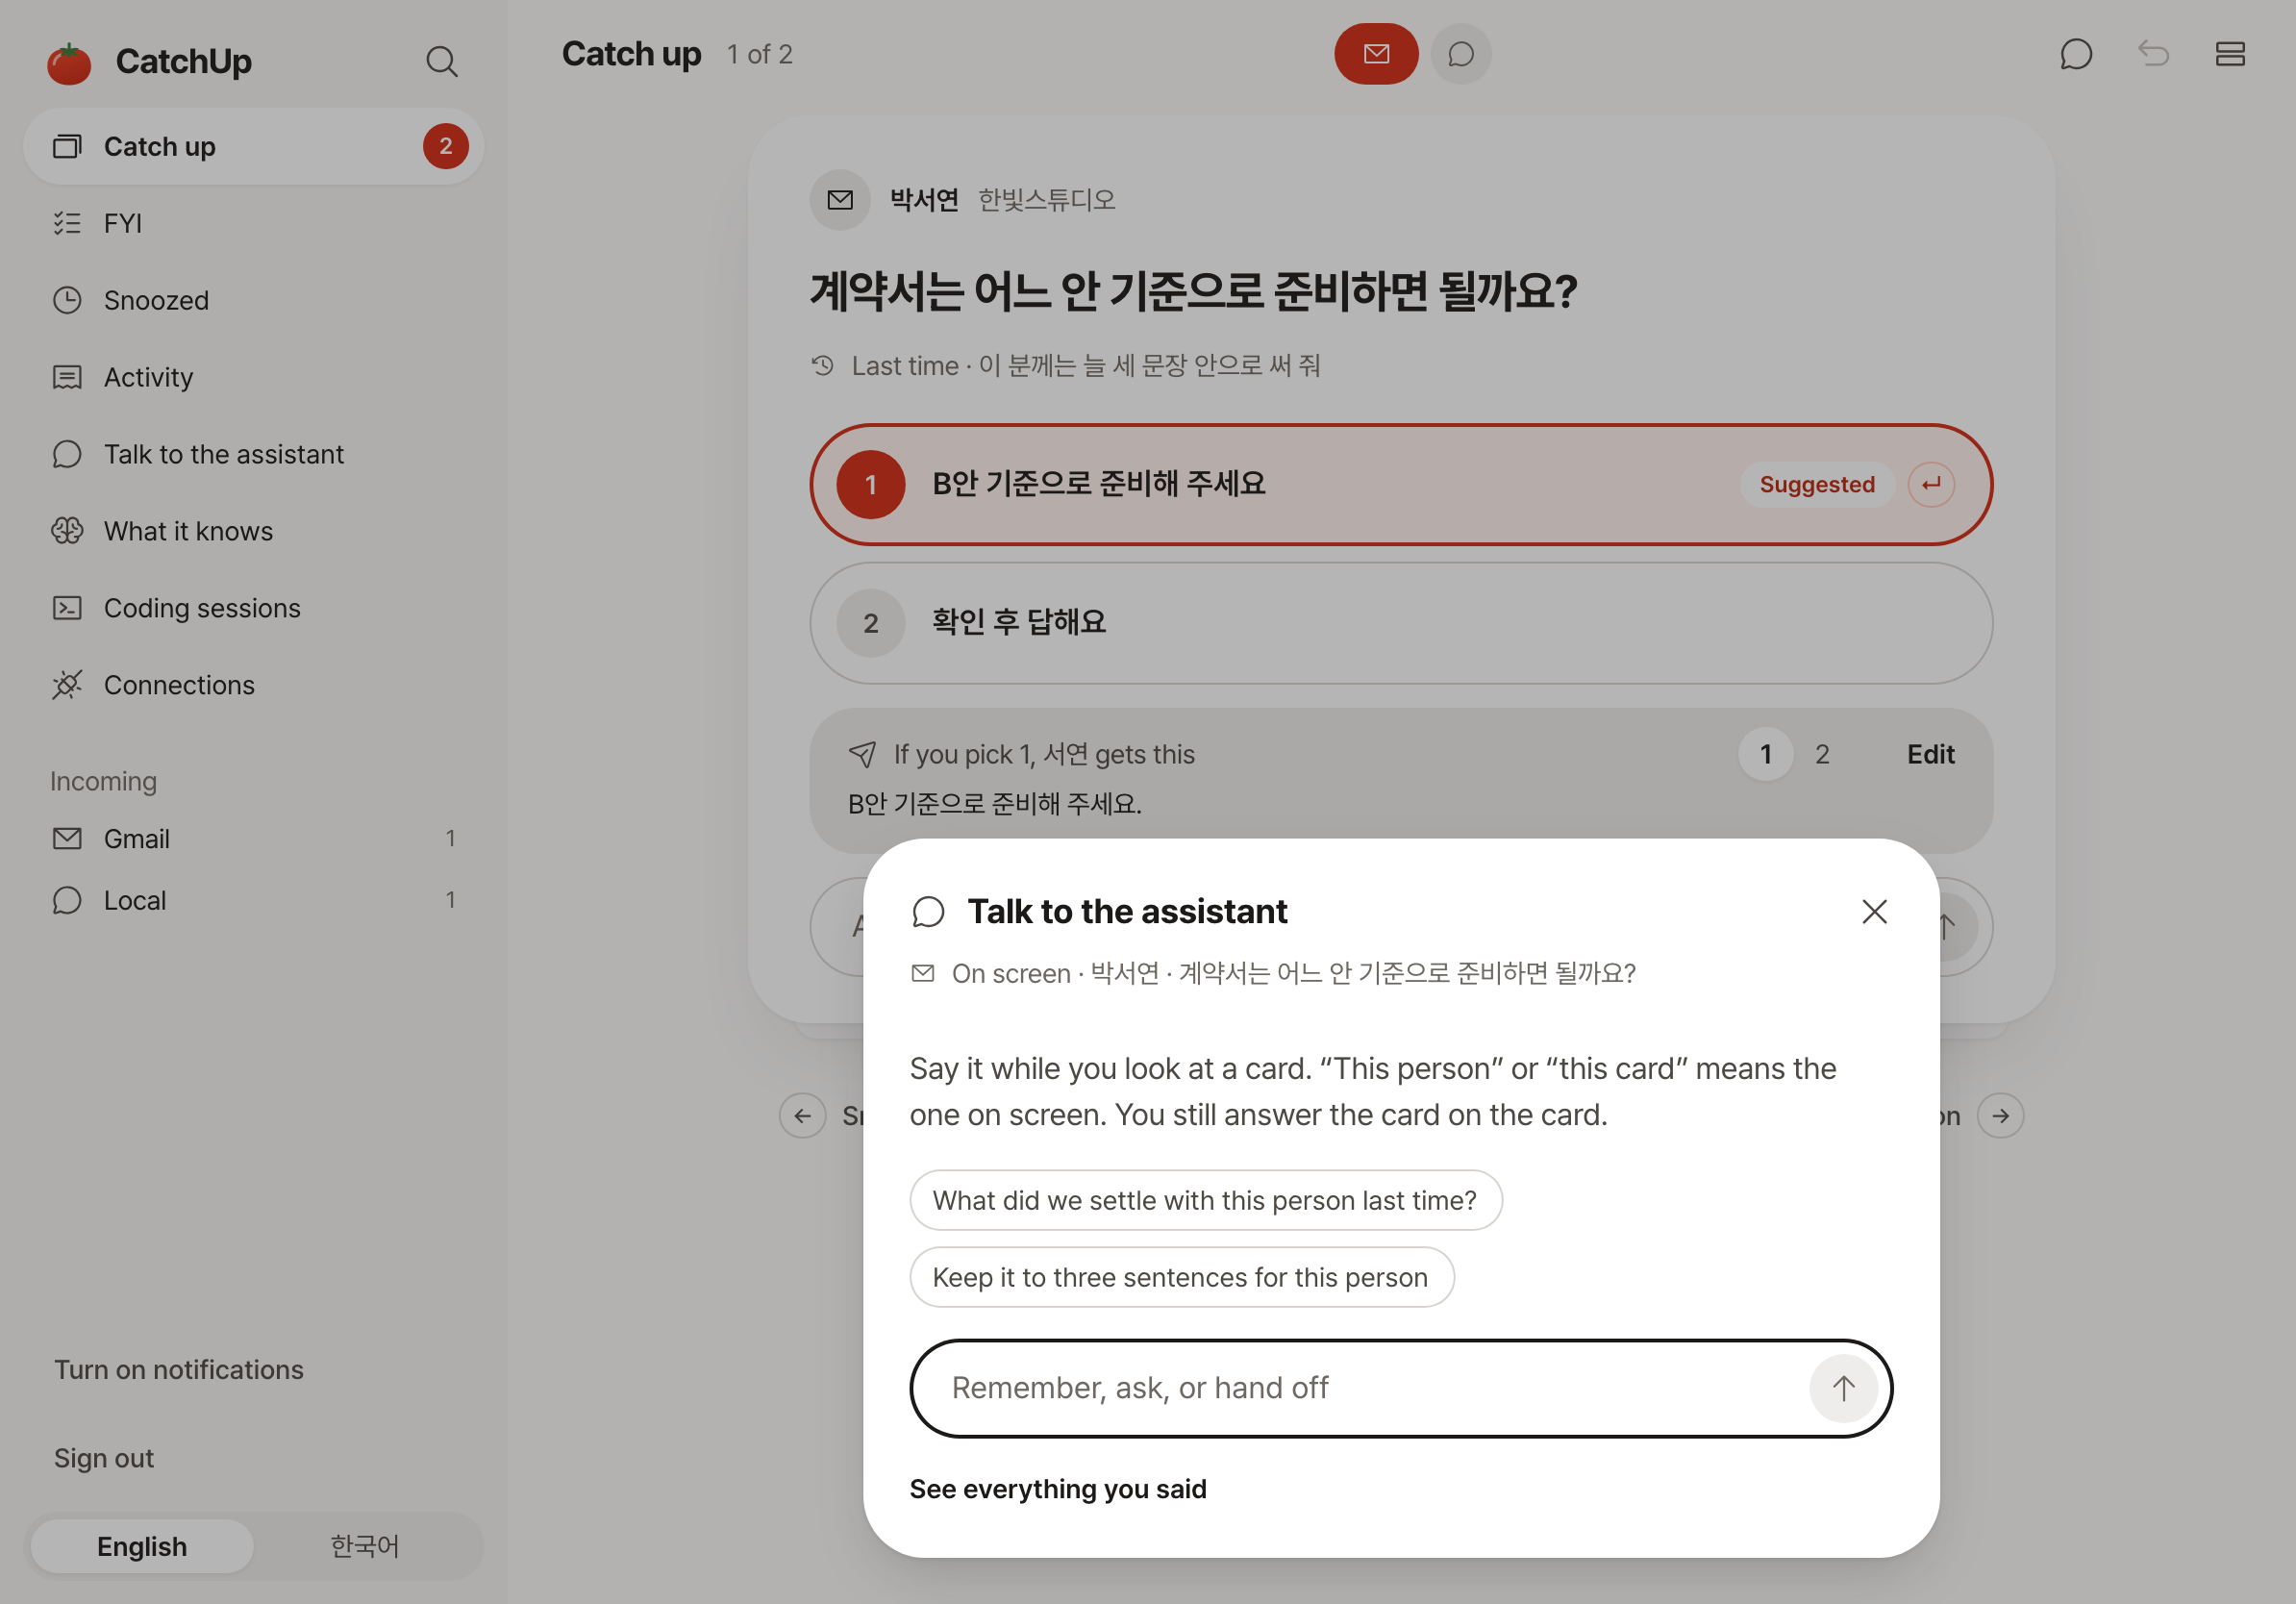 CatchUp
Catch up 2
FYI
Snoozed
Activity
Talk to the assistant
What it knows
Coding sessions
Connections
Incoming
Gmail 1
Local 1
Turn on notifications
Sign out
English 한국어
Catch up 1 of 2
박서연 한빛스튜디오
계약서는 어느 안 기준으로 준비하면 될까요?
Last time · 이 분께는 늘 세 문장 안으로 써 줘
1 B안 기준으로 준비해 주세요 Suggested
2 확인 후 답해요
If you pick 1, 서연 gets this 1 2 Edit
B안 기준으로 준비해 주세요.
Talk to the assistant
On screen · 박서연 · 계약서는 어느 안 기준으로 준비하면 될까요?
Say it while you look at a card. “This person” or “this card” means the
one on screen. You still answer the card on the card.
What did we settle with this person last time?
Keep it to three sentences for this person
Remember, ask, or hand off
See everything you said